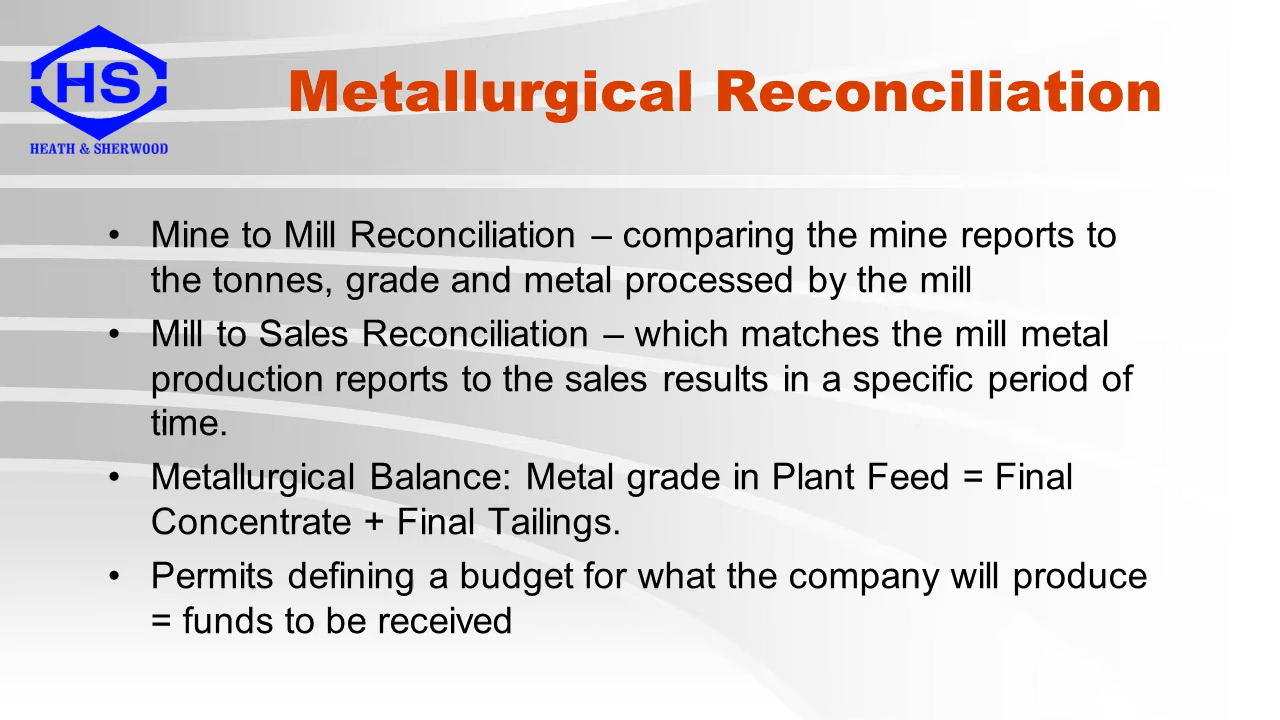 HS
HEATH & SHERWOOD
Metallurgical Reconciliation
• Mine to Mill Reconciliation – comparing the mine reports to
the tonnes, grade and metal processed by the mill
• Mill to Sales Reconciliation – which matches the mill metal
production reports to the sales results in a specific period of
time.
• Metallurgical Balance: Metal grade in Plant Feed = Final
Concentrate + Final Tailings.
• Permits defining a budget for what the company will produce
= funds to be received